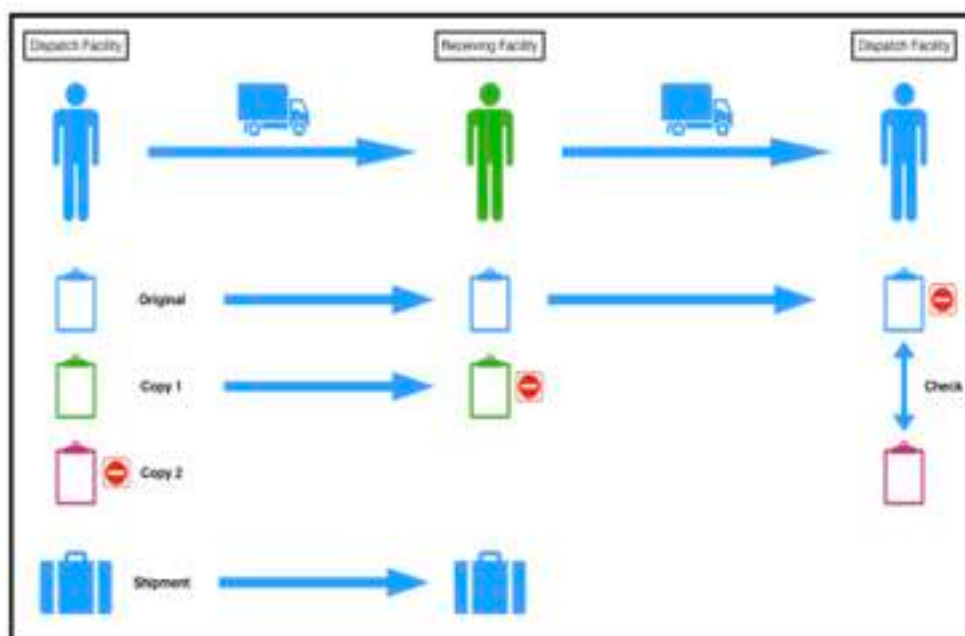 Dispatch Facility
Receiving Facility
Dispatch Facility
Original
Copy 1
Check
Copy 2
Shipment